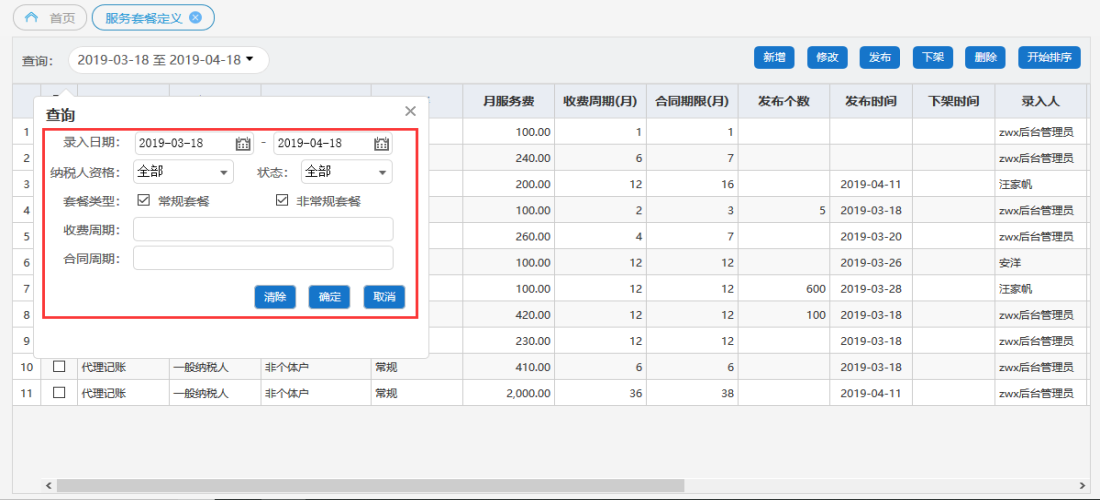 首页 服务套餐定义
查询： 2019-03-18 至 2019-04-18 新增 修改 发布 下架 删除 开始排序
月服务费 收费周期(月) 合同期限(月) 发布个数 发布时间 下架时间 录入人
查询
录入日期： 2019-03-18 - 2019-04-18
纳税人资格： 全部 状态： 全部
套餐类型： 常规套餐 非常规套餐
收费周期：
合同周期：
清除 确定 取消
1 100.00 1 1 zwx后台管理员
2 240.00 6 7 zwx后台管理员
3 200.00 12 16 2019-04-11 汪家帆
4 100.00 2 3 5 2019-03-18 zwx后台管理员
5 260.00 4 7 2019-03-20 zwx后台管理员
6 100.00 12 12 2019-03-26 安洋
7 100.00 12 12 600 2019-03-28 汪家帆
8 420.00 12 12 100 2019-03-18 zwx后台管理员
9 230.00 12 12 2019-03-18 zwx后台管理员
10 代理记账 一般纳税人 非个体户 常规 410.00 6 6 2019-03-18 zwx后台管理员
11 代理记账 一般纳税人 非个体户 常规 2,000.00 36 38 2019-04-11 zwx后台管理员